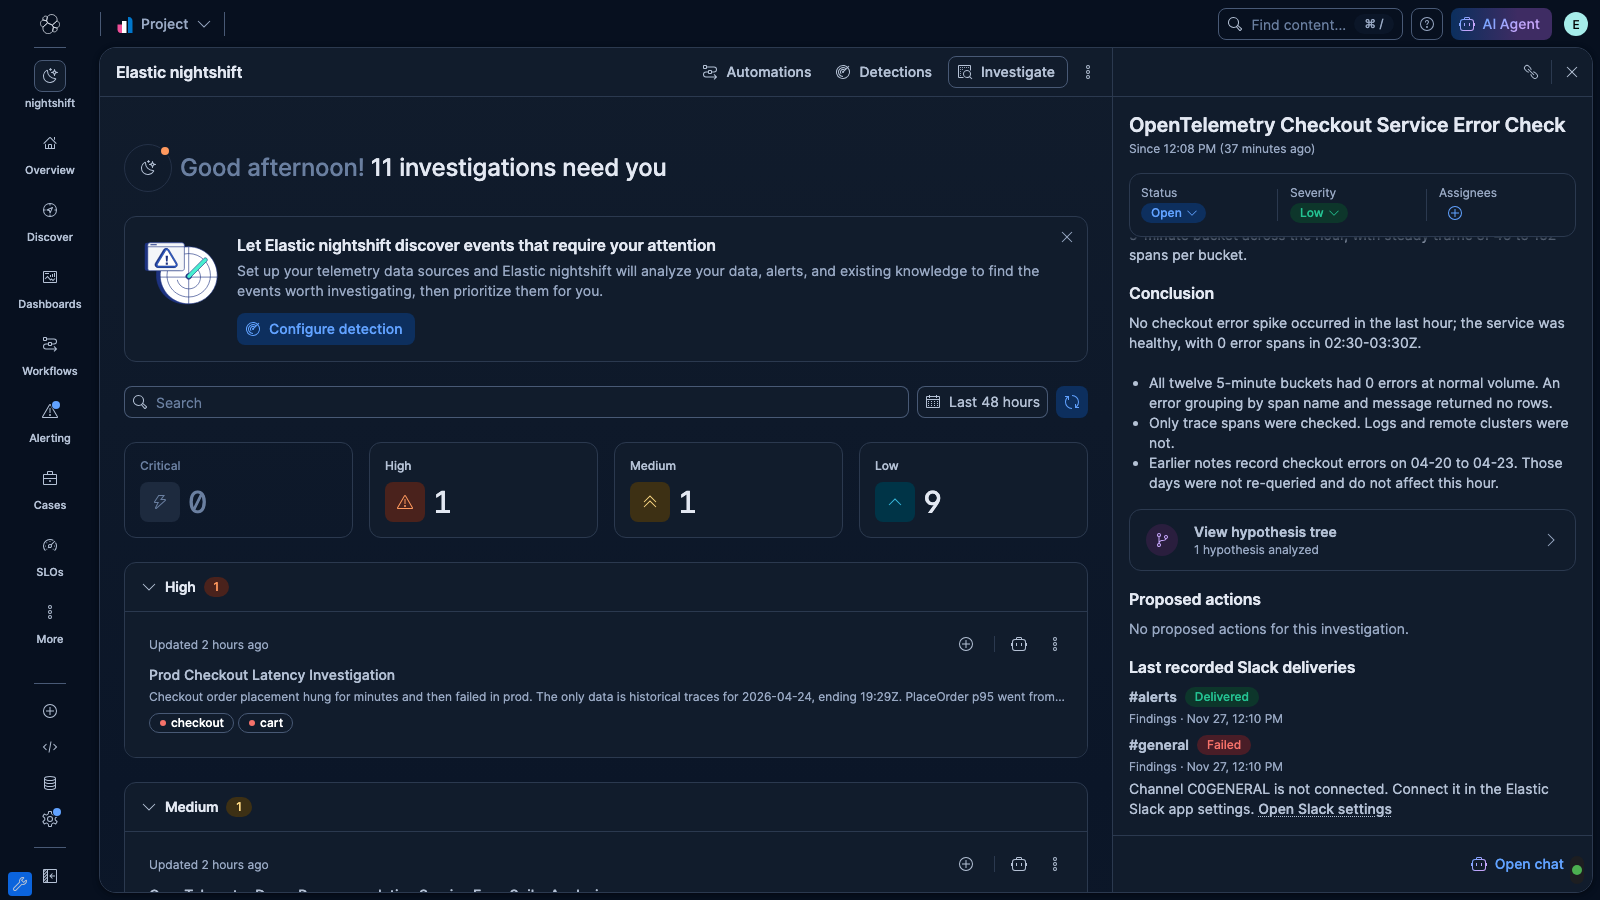 Project
Find content...
⌘ /
AI Agent
E
nightshift
Overview
Discover
Dashboards
Workflows
Alerting
Cases
SLOs
More
Elastic nightshift
Automations
Detections
Investigate
Good afternoon! 11 investigations need you
Let Elastic nightshift discover events that require your attention
Set up your telemetry data sources and Elastic nightshift will analyze your data, alerts, and existing knowledge to find the
events worth investigating, then prioritize them for you.
Configure detection
Search
Last 48 hours
Critical
0
High
1
Medium
1
Low
9
High 1
Updated 2 hours ago
Prod Checkout Latency Investigation
Checkout order placement hung for minutes and then failed in prod. The only data is historical traces for 2026-04-24, ending 19:29Z. PlaceOrder p95 went from...
checkout
cart
Medium 1
Updated 2 hours ago
OpenTelemetry Checkout Service Error Check
Since 12:08 PM (37 minutes ago)
Status
Open
Severity
Low
Assignees
spans per bucket.
Conclusion
No checkout error spike occurred in the last hour; the service was
healthy, with 0 error spans in 02:30-03:30Z.
• All twelve 5-minute buckets had 0 errors at normal volume. An
error grouping by span name and message returned no rows.
• Only trace spans were checked. Logs and remote clusters were
not.
• Earlier notes record checkout errors on 04-20 to 04-23. Those
days were not re-queried and do not affect this hour.
View hypothesis tree
1 hypothesis analyzed
Proposed actions
No proposed actions for this investigation.
Last recorded Slack deliveries
#alerts Delivered
Findings · Nov 27, 12:10 PM
#general Failed
Findings · Nov 27, 12:10 PM
Channel C0GENERAL is not connected. Connect it in the Elastic
Slack app settings. Open Slack settings
Open chat